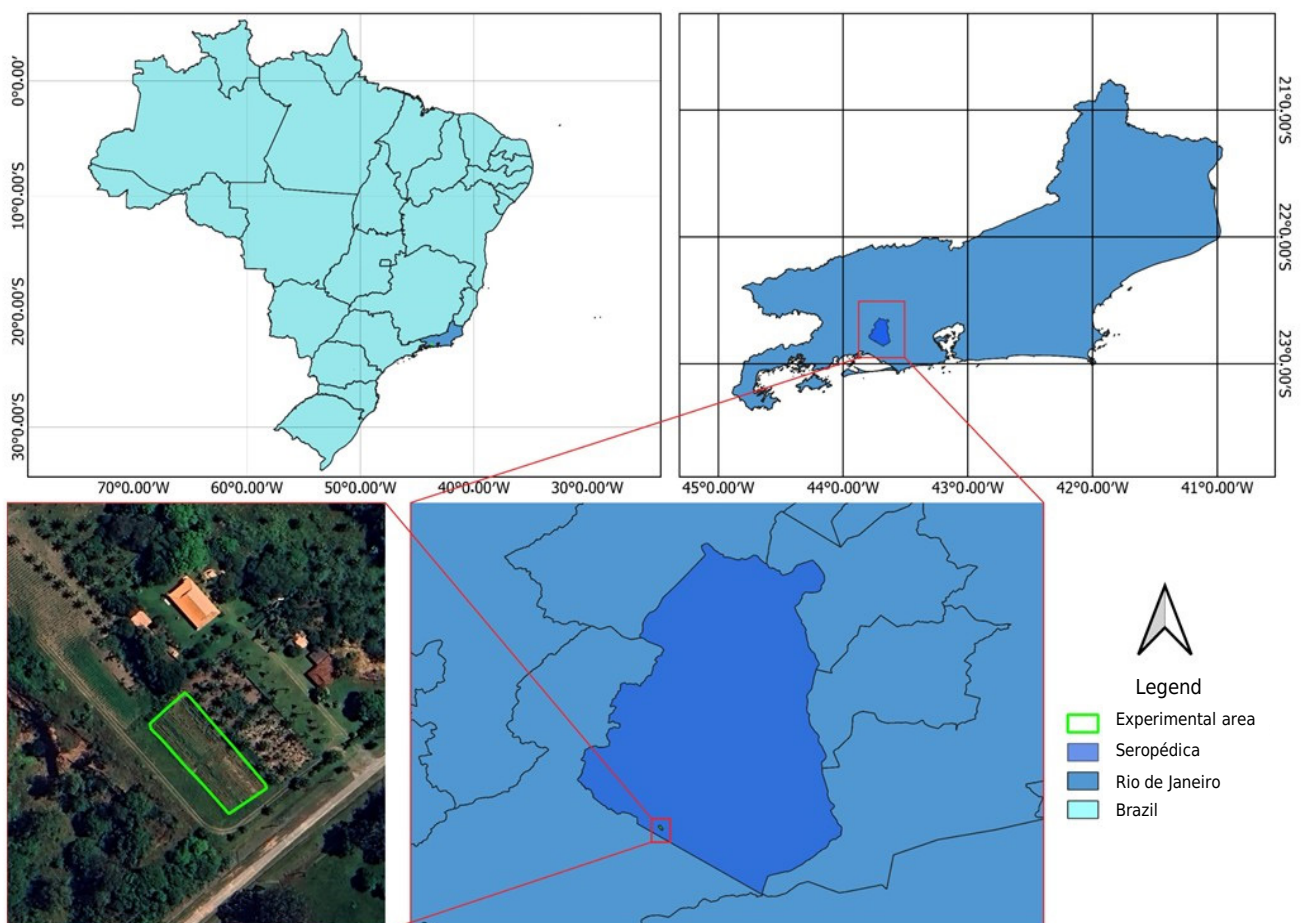 0°0.00'
10°0.00'S
20°0.00'S
30°0.00'S
70°0.00'W
60°0.00'W
50°0.00'W
40°0.00'W
30°0.00'W
21°0.00'S
22°0.00'S
23°0.00'S
45°0.00'W
44°0.00'W
43°0.00'W
42°0.00'W
41°0.00'W
Legend
Experimental area
Seropédica
Rio de Janeiro
Brazil